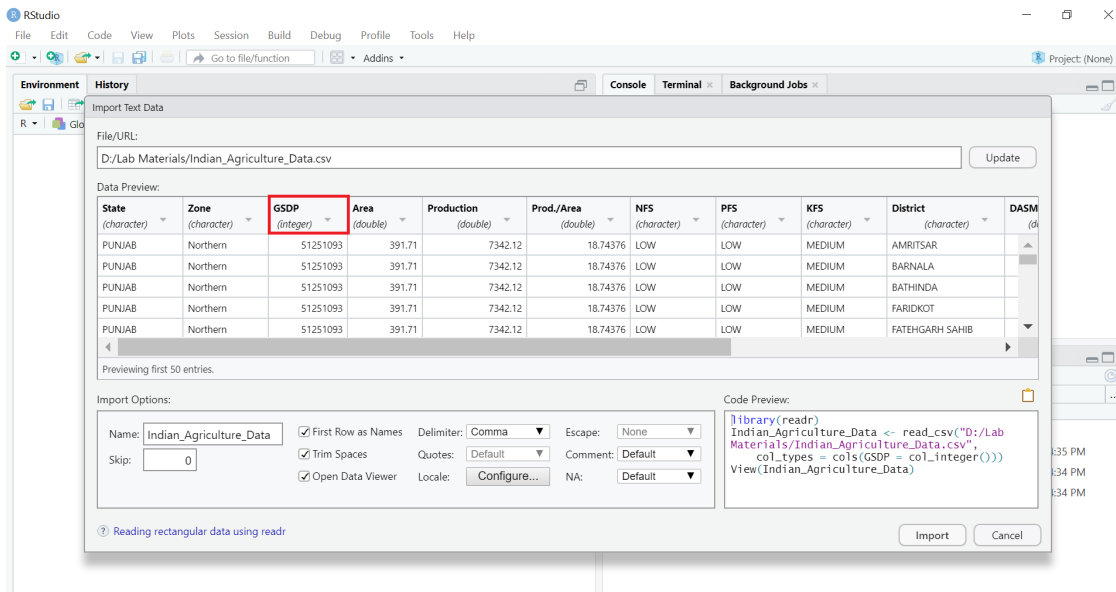 RStudio
File Edit Code View Plots Session Build Debug Profile Tools Help
Go to file/function Addins Project: (None)
Environment History Console Terminal Background Jobs
Import Text Data
R Glo
File/URL:
D:/Lab Materials/Indian_Agriculture_Data.csv Update
Data Preview:
State Zone GSDP Area Production Prod./Area NFS PFS KFS District DASM
(character) (character) (integer) (double) (double) (double) (character) (character) (character) (character) (d
PUNJAB Northern 51251093 391.71 7342.12 18.74376 LOW LOW MEDIUM AMRITSAR
PUNJAB Northern 51251093 391.71 7342.12 18.74376 LOW LOW MEDIUM BARNALA
PUNJAB Northern 51251093 391.71 7342.12 18.74376 LOW LOW MEDIUM BATHINDA
PUNJAB Northern 51251093 391.71 7342.12 18.74376 LOW LOW MEDIUM FARIDKOT
PUNJAB Northern 51251093 391.71 7342.12 18.74376 LOW LOW MEDIUM FATEHGARH SAHIB
Previewing first 50 entries.
Import Options:
Name: Indian_Agriculture_Data First Row as Names Delimiter: Comma Escape: None
Skip: 0 Trim Spaces Quotes: Default Comment: Default
Open Data Viewer Locale: Configure... NA: Default
Code Preview:
library(readr)
Indian_Agriculture_Data <- read_csv("D:/Lab
Materials/Indian_Agriculture_Data.csv",
col_types = cols(GSDP = col_integer()))
View(Indian_Agriculture_Data)
:35 PM
:34 PM
:34 PM
Reading rectangular data using readr Import Cancel